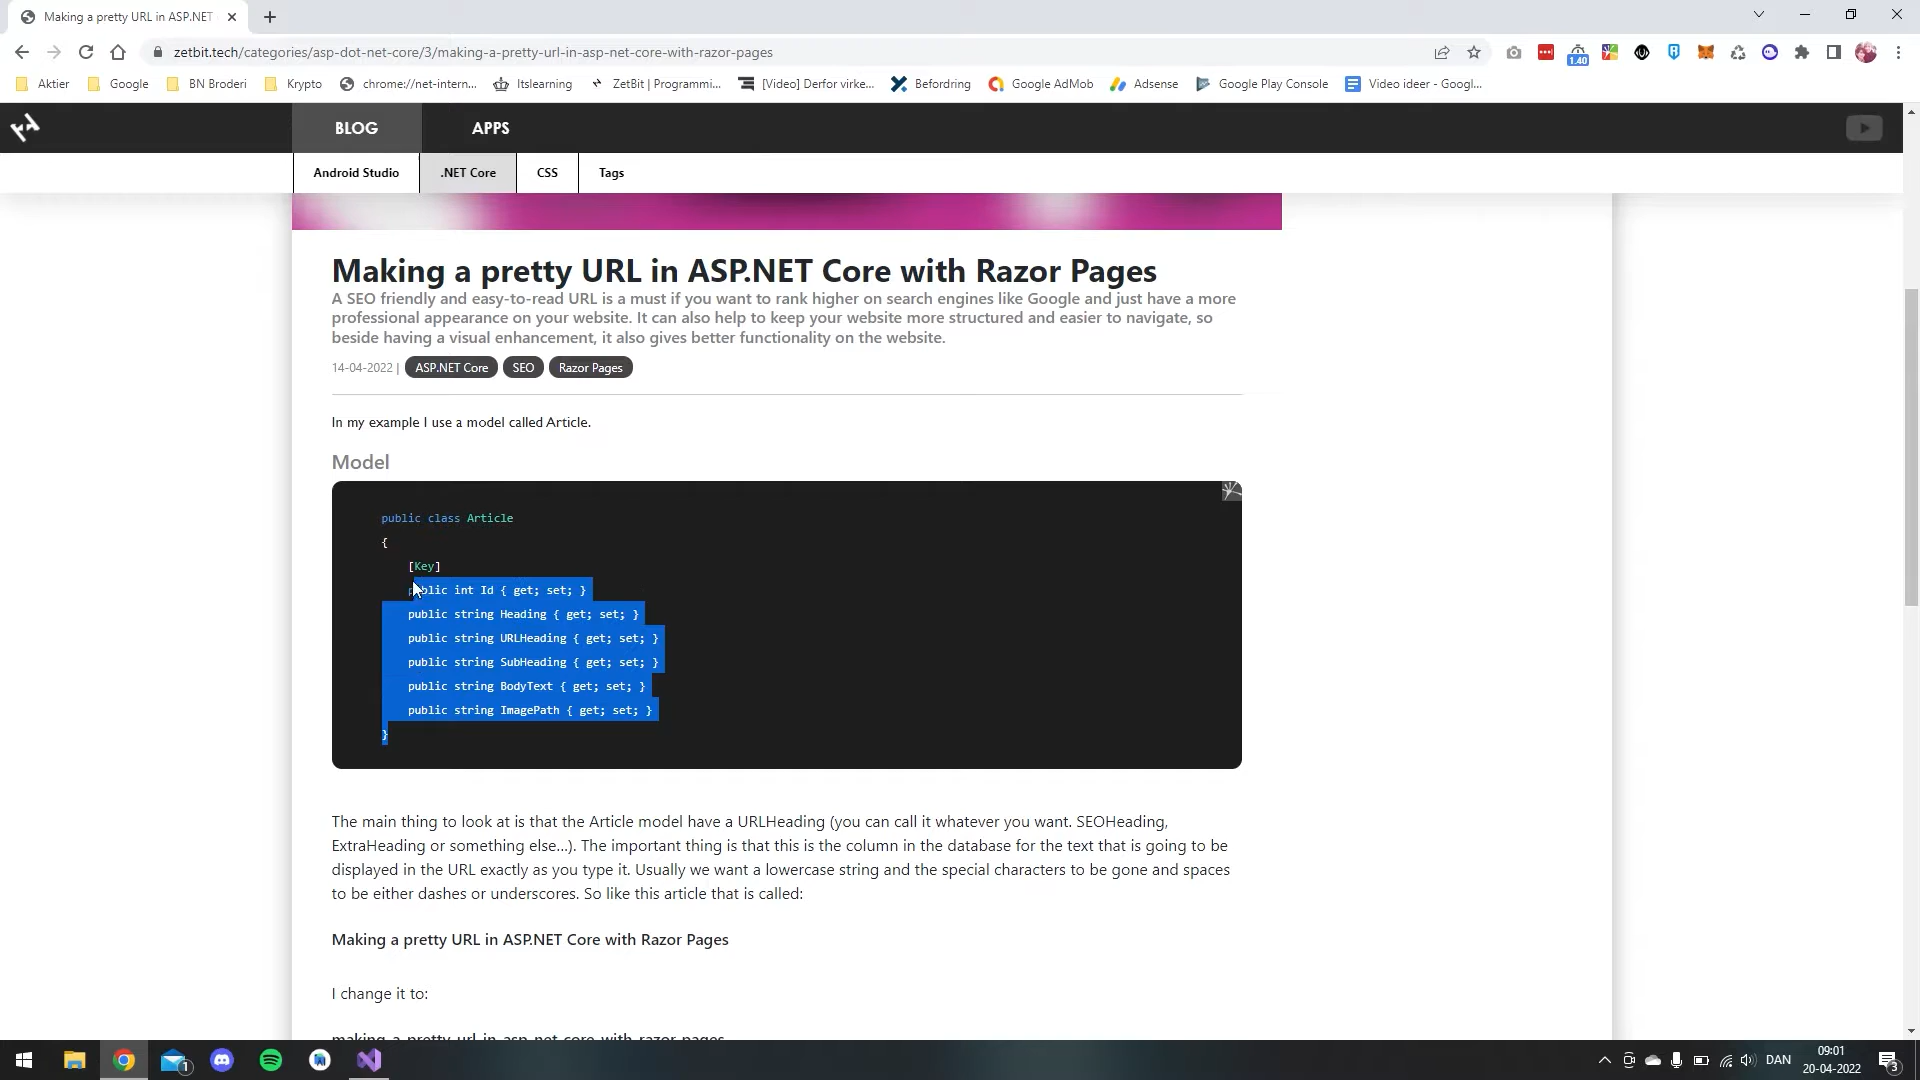 Making a pretty URL in ASP.NET
zetbit.tech/categories/asp-dot-net-core/3/making-a-pretty-url-in-asp-net-core-with-razor-pages
1.40
Aktier
Google
BN Broderi
Krypto
chrome://net-intern...
Itslearning
ZetBit | Programmi...
[Video] Derfor virke...
Befordring
Google AdMob
Adsense
Google Play Console
Video ideer - Googl...
BLOG
APPS
Android Studio
.NET Core
CSS
Tags
Making a pretty URL in ASP.NET Core with Razor Pages
A SEO friendly and easy-to-read URL is a must if you want to rank higher on search engines like Google and just have a more
professional appearance on your website. It can also help to keep your website more structured and easier to navigate, so
beside having a visual enhancement, it also gives better functionality on the website.
14-04-2022 | ASP.NET Core SEO Razor Pages
In my example I use a model called Article.
Model
public class Article
{
[Key]
public int Id { get; set; }
public string Heading { get; set; }
public string URLHeading { get; set; }
public string SubHeading { get; set; }
public string BodyText { get; set; }
public string ImagePath { get; set; }
}
The main thing to look at is that the Article model have a URLHeading (you can call it whatever you want. SEOHeading,
ExtraHeading or something else...). The important thing is that this is the column in the database for the text that is going to be
displayed in the URL exactly as you type it. Usually we want a lowercase string and the special characters to be gone and spaces
to be either dashes or underscores. So like this article that is called:
Making a pretty URL in ASP.NET Core with Razor Pages
I change it to:
making-a-pretty-url-in-asp-net-core-with-razor-pages
1
DAN
09:01
20-04-2022
3